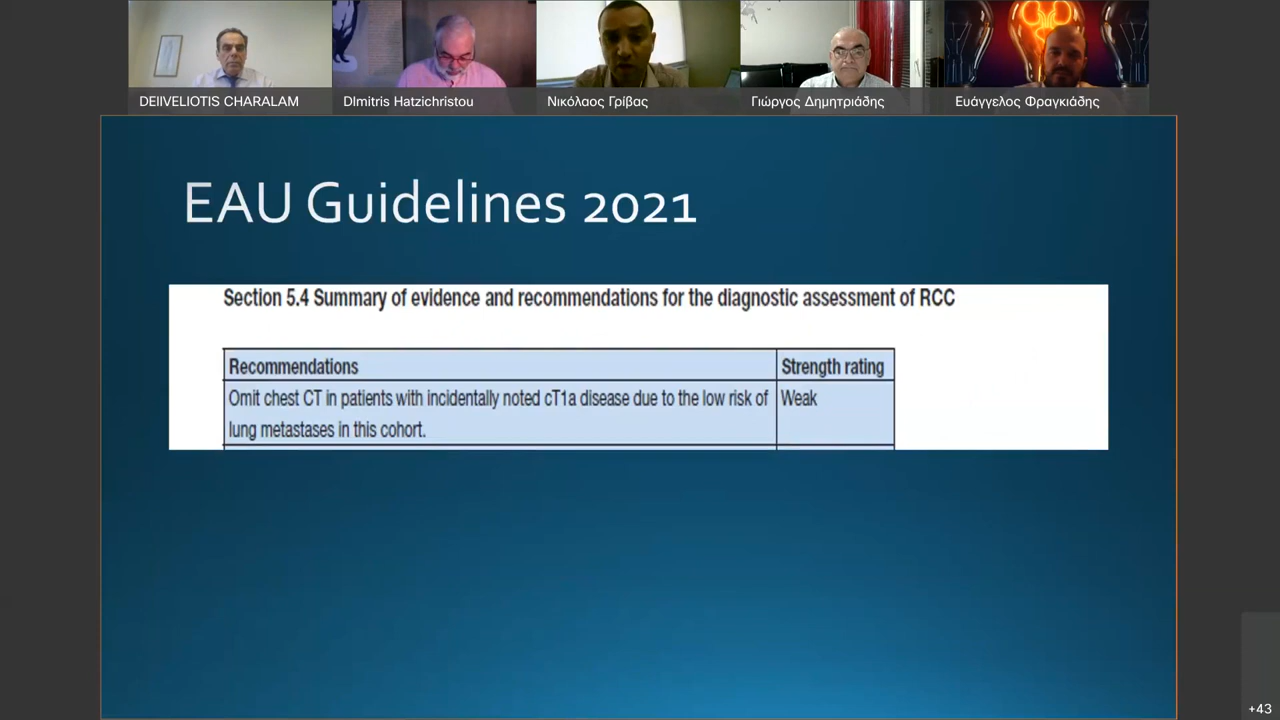 DEIIVELIOTIS CHARALAM
DImitris Hatzichristou
Νικόλαος Γρίβας
Γιώργος Δημητριάδης
Ευάγγελος Φραγκιάδης
EAU Guidelines 2021
Section 5.4 Summary of evidence and recommendations for the diagnostic assessment of RCC
Recommendations
Strength rating
Omit chest CT in patients with incidentally noted cT1a disease due to the low risk of
lung metastases in this cohort.
Weak
+43